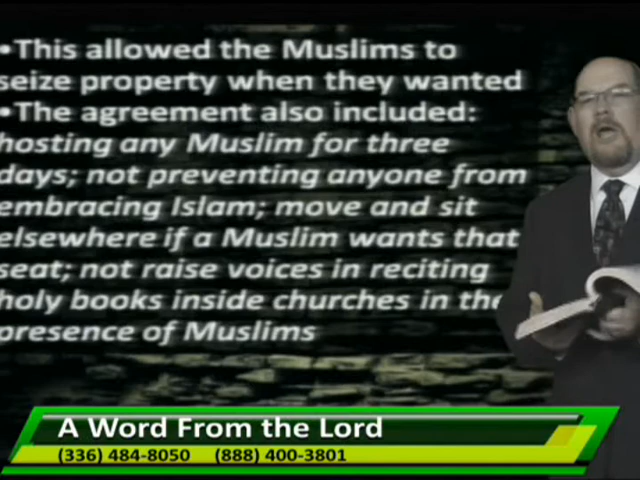 •This allowed the Muslims to
seize property when they wanted
•The agreement also included:
hosting any Muslim for three
days; not preventing anyone from
embracing Islam; move and sit
elsewhere if a Muslim wants that
seat; not raise voices in reciting
holy books inside churches in the
presence of Muslims
A Word From the Lord
(336) 484-8050 (888) 400-3801